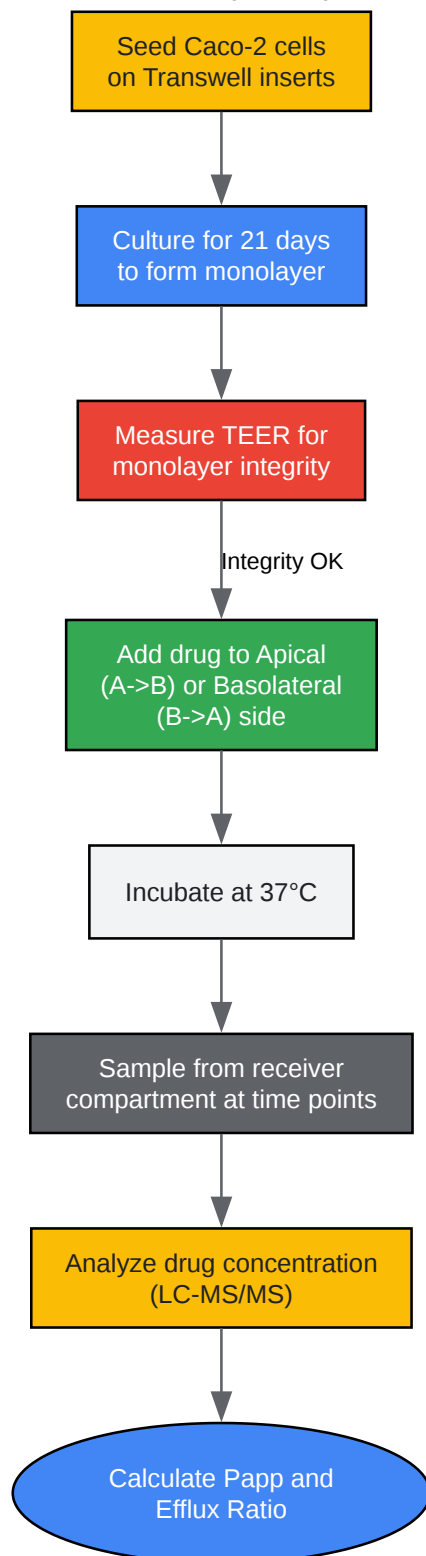 Seed Caco-2 cells
on Transwell inserts
Culture for 21 days
to form monolayer
Measure TEER for
monolayer integrity
Integrity OK
Add drug to Apical
(A->B) or Basolateral
(B->A) side
Incubate at 37°C
Sample from receiver
compartment at time points
Analyze drug concentration
(LC-MS/MS)
Calculate Papp and
Efflux Ratio